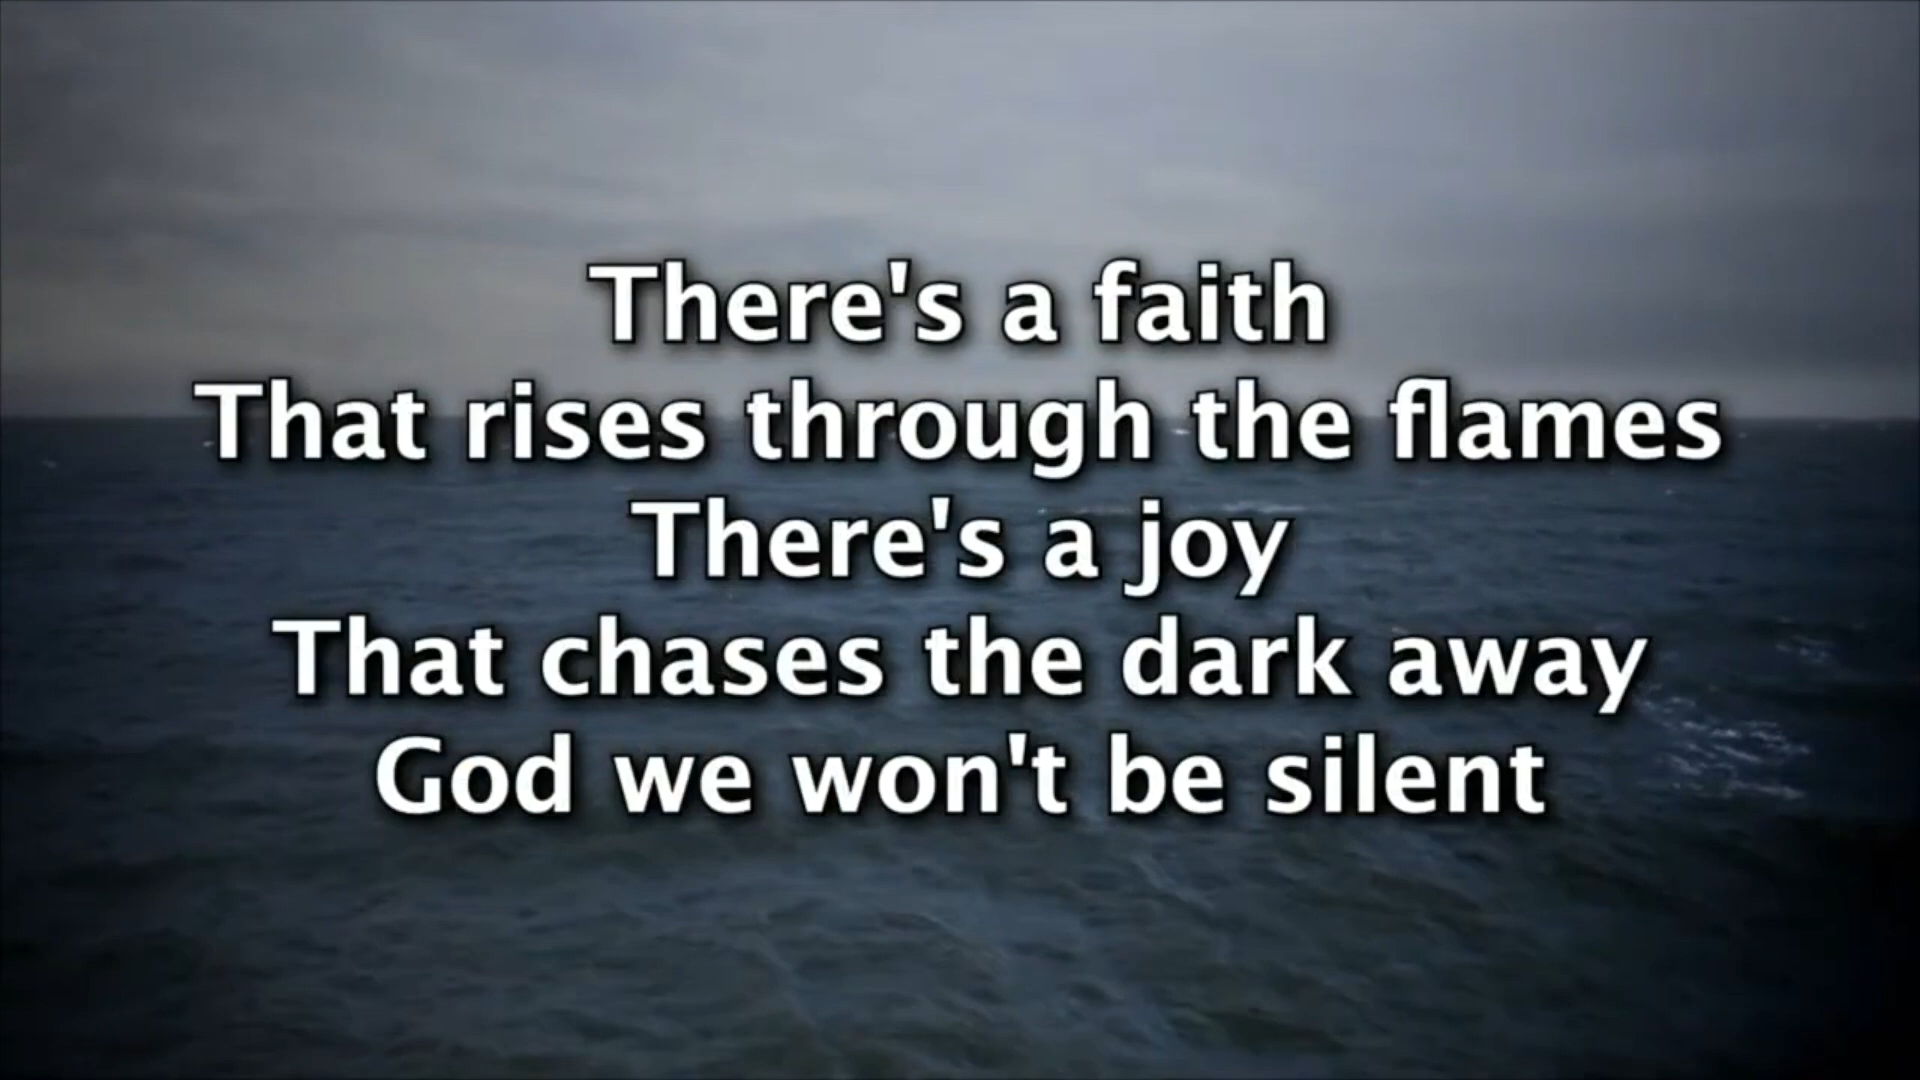 There's a faith
That rises through the flames
There's a joy
That chases the dark away
God we won't be silent